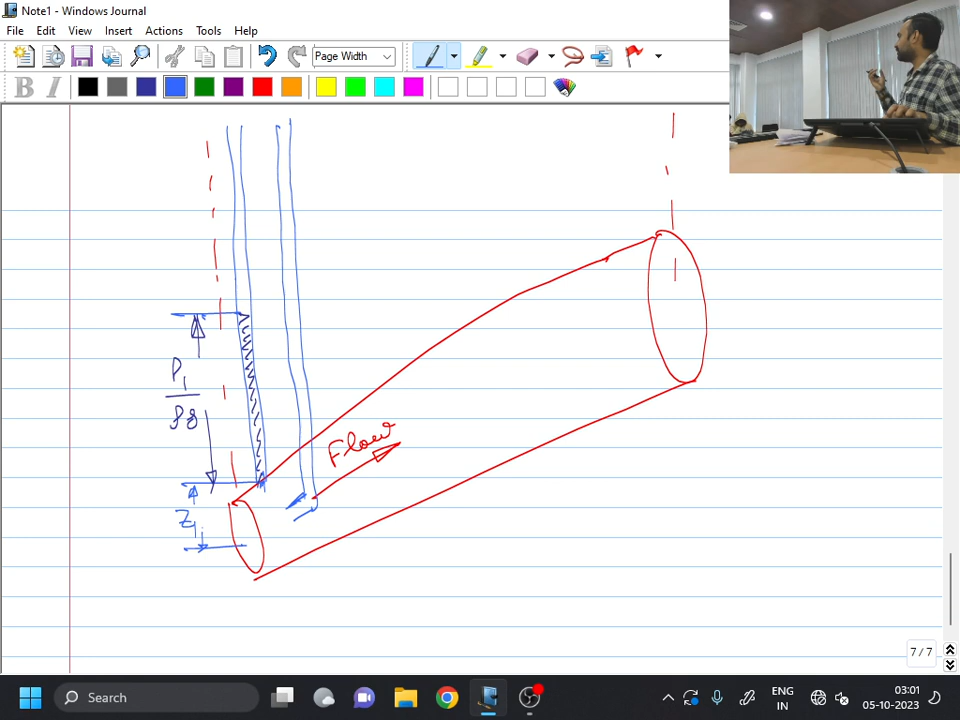 Note1 - Windows Journal
File Edit View Insert Actions Tools Help
Page Width
B I
P1
ρg
Z1
Flow
7 / 7
Search
ENG
IN
03:01
05-10-2023